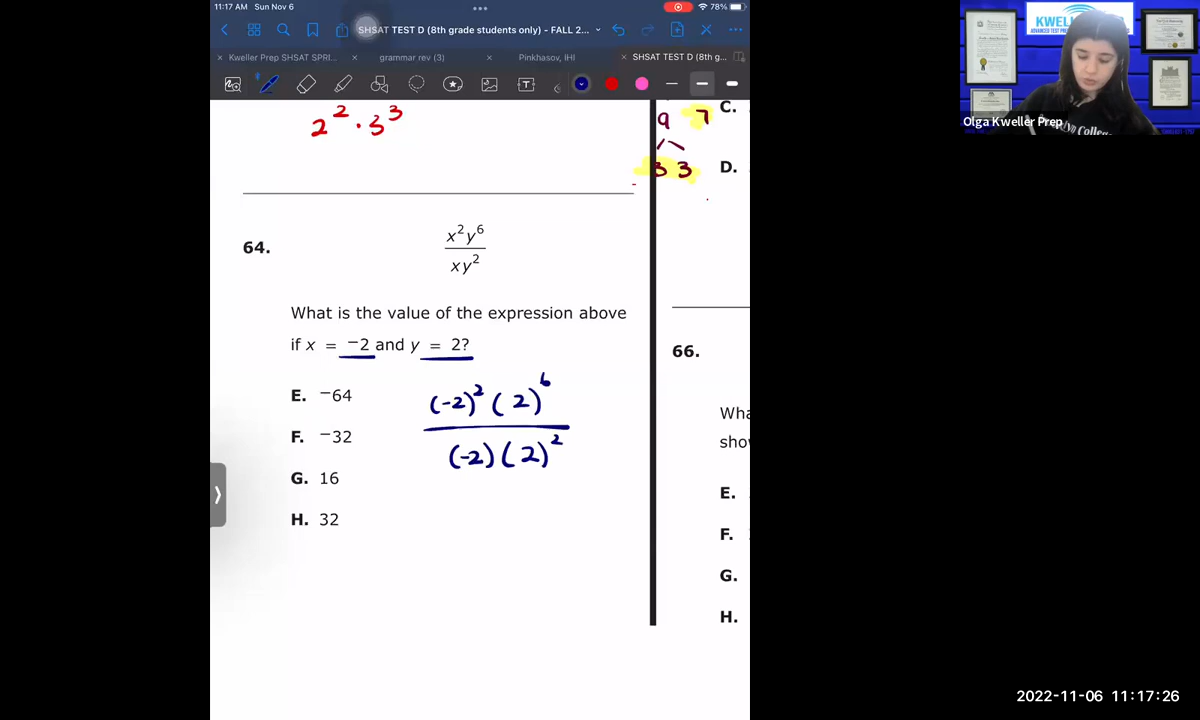 11:17 AM Sun Nov 6
78%
SHSAT TEST D (8th grade students only) - FALL 2...
Kweller Prep SHSAT SPRI...
grammar rev (3)
Pinkhasov, IHI
SHSAT TEST D (8th g...
2² · 3³
9 7
3 3
C.
D.
64.
x²y⁶
xy²
What is the value of the expression above
if x = ⁻2 and y = 2?
E. ⁻64
F. ⁻32
G. 16
H. 32
(-2)² (2)⁶
(-2)(2)²
66.
Wha
sho
E.
F.
G.
H.
KWELLER
Olga Kweller Prep
2022-11-06 11:17:26